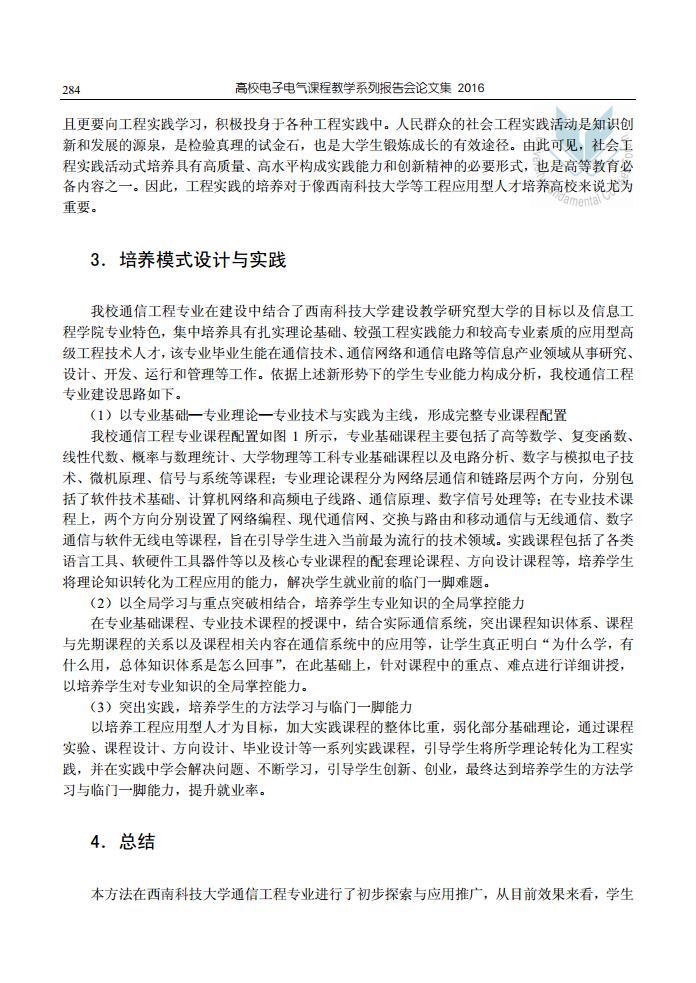 284 高校电子电气课程教学系列报告会论文集 2016
且更要向工程实践学习，积极投身于各种工程实践中。人民群众的社会工程实践活动是知识创
新和发展的源泉，是检验真理的试金石，也是大学生锻炼成长的有效途径。由此可见，社会工
程实践活动式培养具有高质量、高水平构成实践能力和创新精神的必要形式，也是高等教育必
备内容之一。因此，工程实践的培养对于像西南科技大学等工程应用型人才培养高校来说尤为
重要。
3．培养模式设计与实践
我校通信工程专业在建设中结合了西南科技大学建设教学研究型大学的目标以及信息工
程学院专业特色，集中培养具有扎实理论基础、较强工程实践能力和较高专业素质的应用型高
级工程技术人才，该专业毕业生能在通信技术、通信网络和通信电路等信息产业领域从事研究、
设计、开发、运行和管理等工作。依据上述新形势下的学生专业能力构成分析，我校通信工程
专业建设思路如下。
（1）以专业基础—专业理论—专业技术与实践为主线，形成完整专业课程配置
我校通信工程专业课程配置如图 1 所示，专业基础课程主要包括了高等数学、复变函数、
线性代数、概率与数理统计、大学物理等工科专业基础课程以及电路分析、数字与模拟电子技
术、微机原理、信号与系统等课程；专业理论课程分为网络层通信和链路层两个方向，分别包
括了软件技术基础、计算机网络和高频电子线路、通信原理、数字信号处理等；在专业技术课
程上，两个方向分别设置了网络编程、现代通信网、交换与路由和移动通信与无线通信、数字
通信与软件无线电等课程，旨在引导学生进入当前最为流行的技术领域。实践课程包括了各类
语言工具、软硬件工具器件等以及核心专业课程的配套理论课程、方向设计课程等，培养学生
将理论知识转化为工程应用的能力，解决学生就业前的临门一脚难题。
（2）以全局学习与重点突破相结合，培养学生专业知识的全局掌控能力
在专业基础课程、专业技术课程的授课中，结合实际通信系统，突出课程知识体系、课程
与先期课程的关系以及课程相关内容在通信系统中的应用等，让学生真正明白“为什么学，有
什么用，总体知识体系是怎么回事”，在此基础上，针对课程中的重点、难点进行详细讲授，
以培养学生对专业知识的全局掌控能力。
（3）突出实践，培养学生的方法学习与临门一脚能力
以培养工程应用型人才为目标，加大实践课程的整体比重，弱化部分基础理论，通过课程
实验、课程设计、方向设计、毕业设计等一系列实践课程，引导学生将所学理论转化为工程实
践，并在实践中学会解决问题、不断学习，引导学生创新、创业，最终达到培养学生的方法学
习与临门一脚能力，提升就业率。
4．总结
本方法在西南科技大学通信工程专业进行了初步探索与应用推广，从目前效果来看，学生